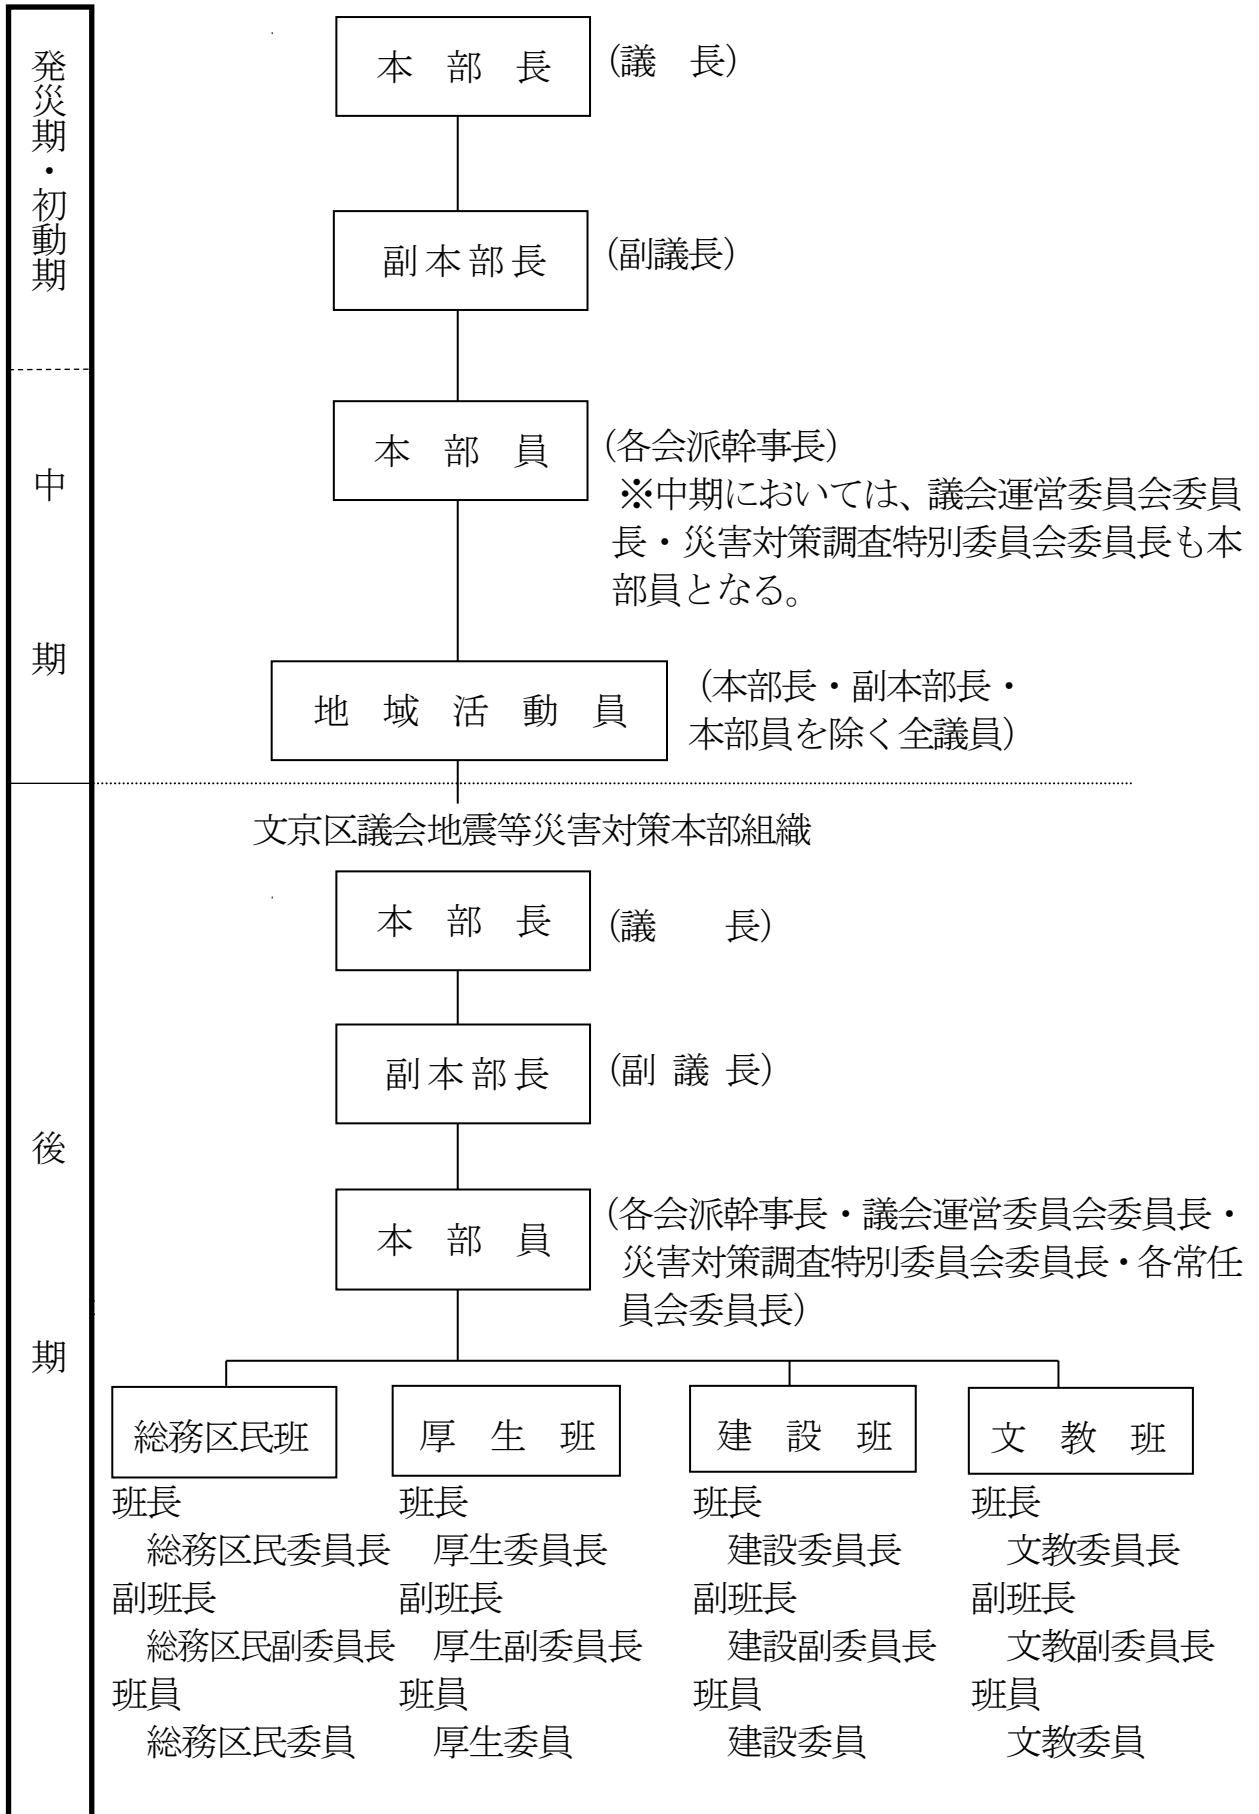 発災期・初動期
本部長
(議　長)
副本部長
(副議長)
中期
本部員
(各会派幹事長)
※中期においては、議会運営委員会委員
長・災害対策調査特別委員会委員長も本
部員となる。
地域活動員
(本部長・副本部長・
本部員を除く全議員)
文京区議会地震等災害対策本部組織
後期
本部長
(議　　長)
副本部長
(副 議 長)
本部員
(各会派幹事長・議会運営委員会委員長・
災害対策調査特別委員会委員長・各常任
員会委員長)
総務区民班
班長
総務区民委員長
副班長
総務区民副委員長
班員
総務区民委員
厚生班
班長
厚生委員長
副班長
厚生副委員長
班員
厚生委員
建設班
班長
建設委員長
副班長
建設副委員長
班員
建設委員
文教班
班長
文教委員長
副班長
文教副委員長
班員
文教委員